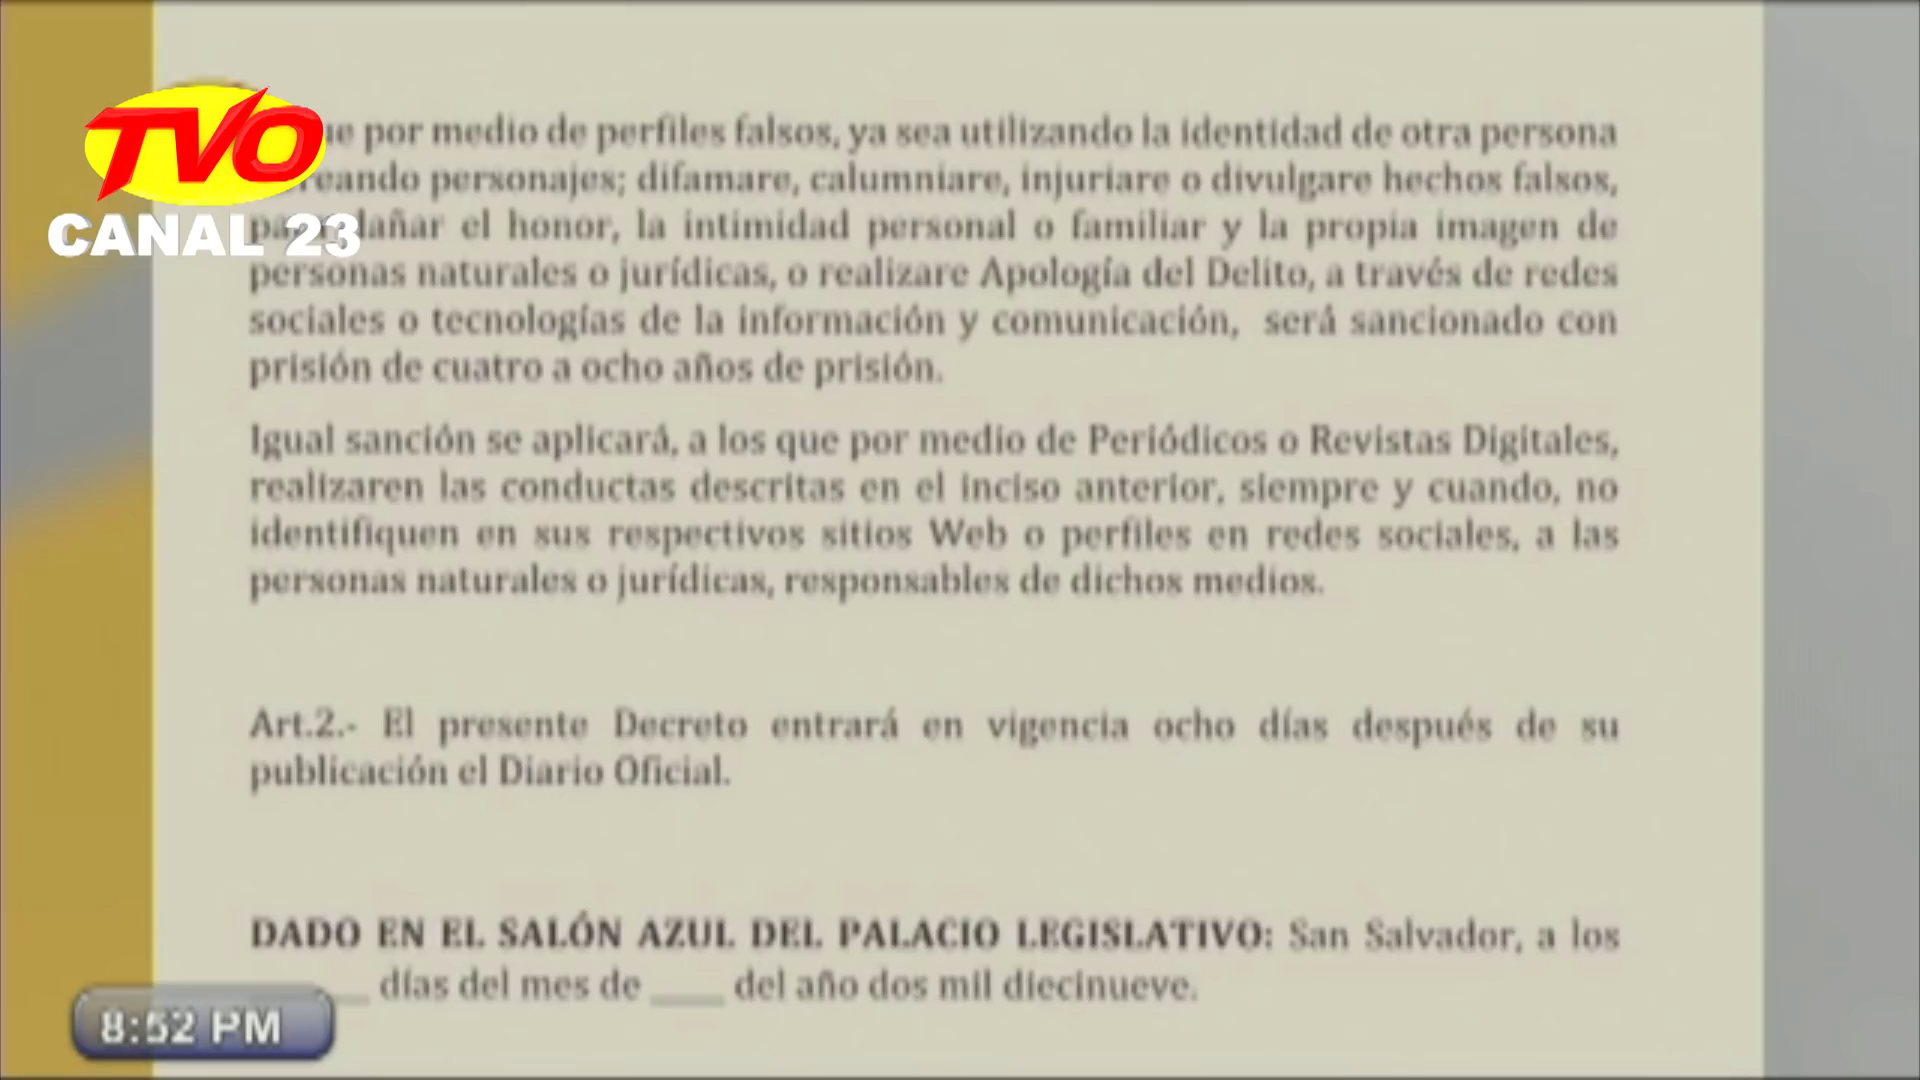 TVO
CANAL 23
por medio de perfiles falsos, ya sea utilizando la identidad de otra persona
personajes; difamare, calumniare, injuriare o divulgare hechos falsos,
el honor, la intimidad personal o familiar y la propia imagen de
personas naturales o jurídicas, o realizare Apología del Delito, a través de redes
sociales o tecnologías de la información y comunicación, será sancionado con
prisión de cuatro a ocho años de prisión.
Igual sanción se aplicará, a los que por medio de Periódicos o Revistas Digitales,
realizaren las conductas descritas en el inciso anterior, siempre y cuando, no
identifiquen en sus respectivos sitios Web o perfiles en redes sociales, a las
personas naturales o jurídicas, responsables de dichos medios.
Art.2.- El presente Decreto entrará en vigencia ocho días después de su
publicación el Diario Oficial.
DADO EN EL SALÓN AZUL DEL PALACIO LEGISLATIVO: San Salvador, a los
____ días del mes de ____ del año dos mil diecinueve.
8:52 PM